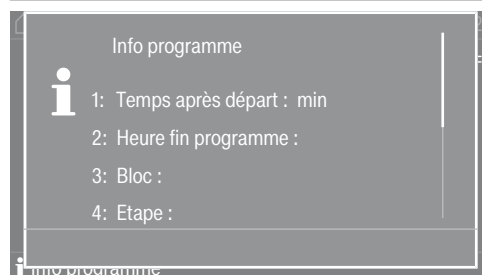 Info programme
1: Temps après départ : min
2: Heure fin programme :
3: Bloc :
4: Etape :
Info programme